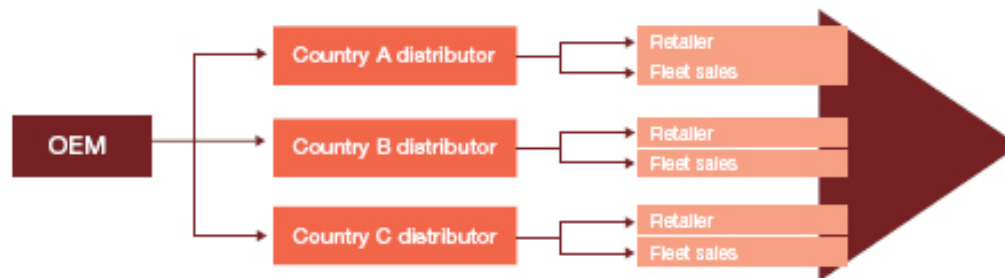 OEM
Country A distributor
Retailer
Fleet sales
Country B distributor
Retailer
Fleet sales
Country C distributor
Retailer
Fleet sales